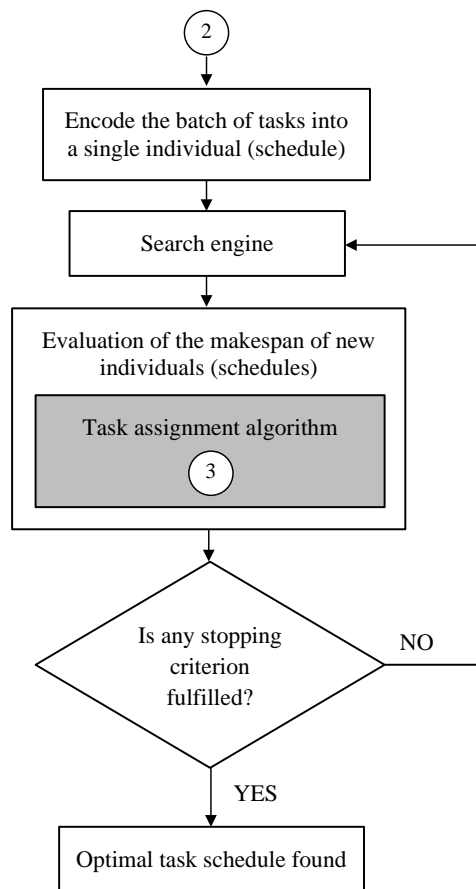 2
Encode the batch of tasks into
a single individual (schedule)
Search engine
Evaluation of the makespan of new
individuals (schedules)
Task assignment algorithm
3
Is any stopping
criterion
fulfilled?
NO
YES
Optimal task schedule found